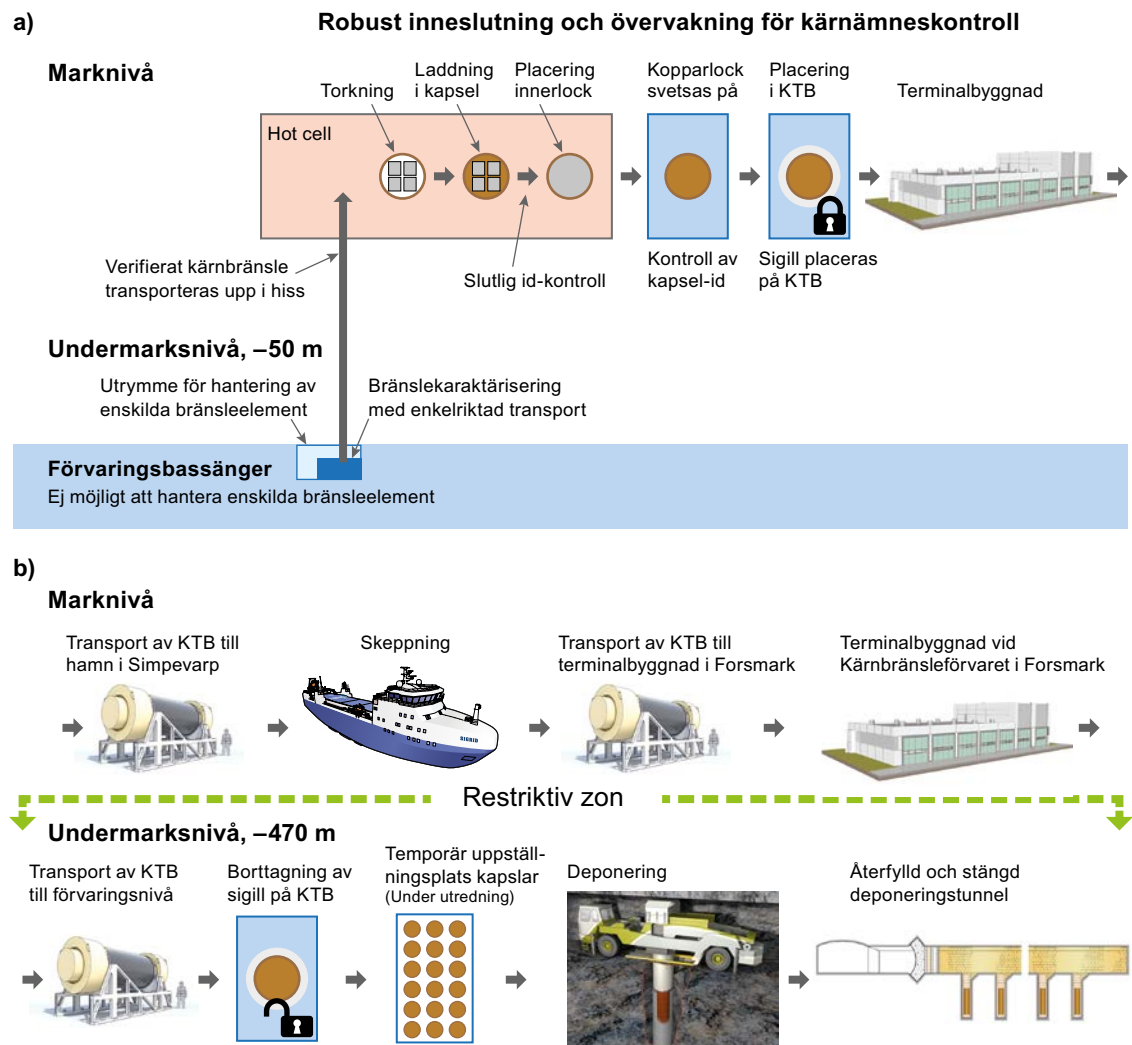 a)
Robust inneslutning och övervakning för kärnämneskontroll
Marknivå
Torkning
Laddning
i kapsel
Placering
innerlock
Kopparlock
svetsas på
Placering
i KTB
Terminalbyggnad
Hot cell
Verifierat kärnbränsle
transporteras upp i hiss
Slutlig id-kontroll
Kontroll av
kapsel-id
Sigill placeras
på KTB
Undermarksnivå, –50 m
Utrymme för hantering av
enskilda bränsleelement
Bränslekaraktärisering
med enkelriktad transport
Förvaringsbassänger
Ej möjligt att hantera enskilda bränsleelement
b)
Marknivå
Transport av KTB till
hamn i Simpevarp
Skeppning
Transport av KTB till
terminalbyggnad i Forsmark
Terminalbyggnad vid
Kärnbränsleförvaret i Forsmark
SIGRID
Restriktiv zon
Undermarksnivå, –470 m
Transport av KTB
till förvaringsnivå
Borttagning av
sigill på KTB
Temporär uppställ-
ningsplats kapslar
(Under utredning)
Deponering
Återfylld och stängd
deponeringstunnel